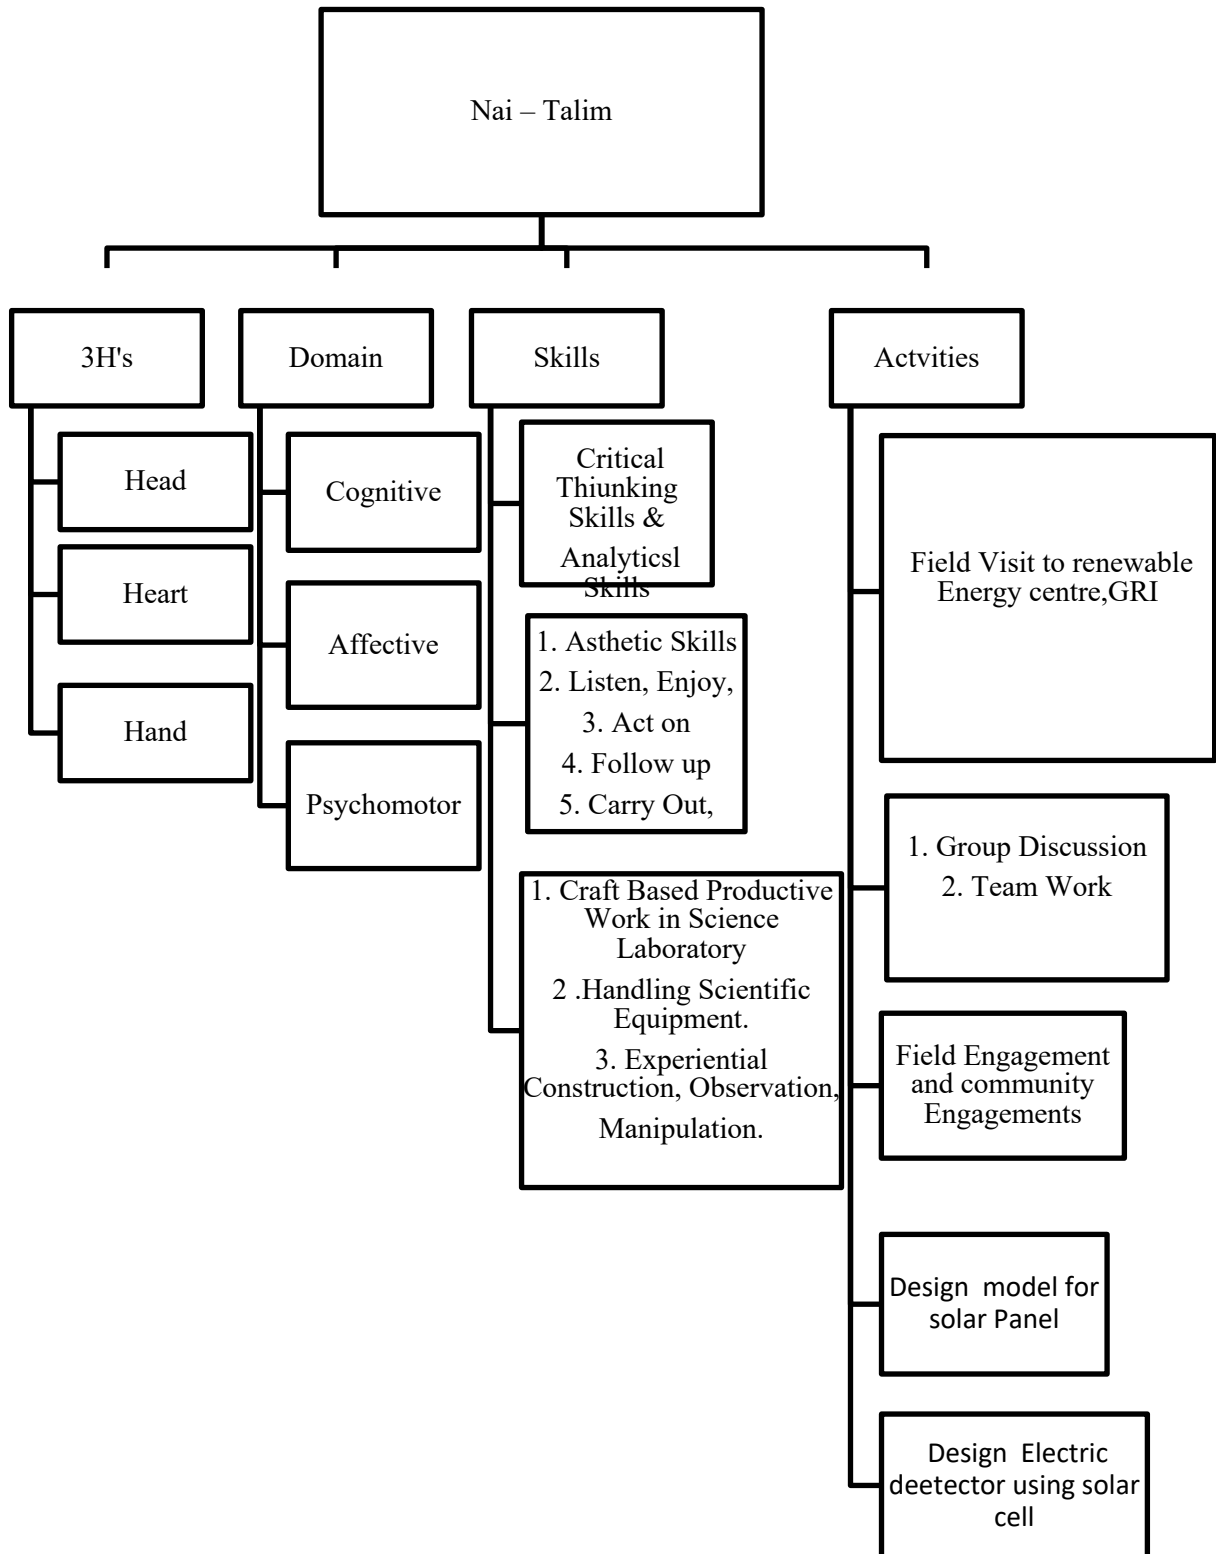 Nai – Talim
3H's
Head
Heart
Hand
Domain
Cognitive
Affective
Psychomotor
Skills
Critical
Thiunking
Skills &
Analyticsl
Skills
1. Asthetic Skills
2. Listen, Enjoy,
3. Act on
4. Follow up
5. Carry Out,
1. Craft Based Productive
Work in Science
Laboratory
2 .Handling Scientific
Equipment.
3. Experiential
Construction, Observation,
Manipulation.
Actvities
Field Visit to renewable
Energy centre,GRI
1. Group Discussion
2. Team Work
Field Engagement
and community
Engagements
Design model for
solar Panel
Design Electric
deetector using solar
cell